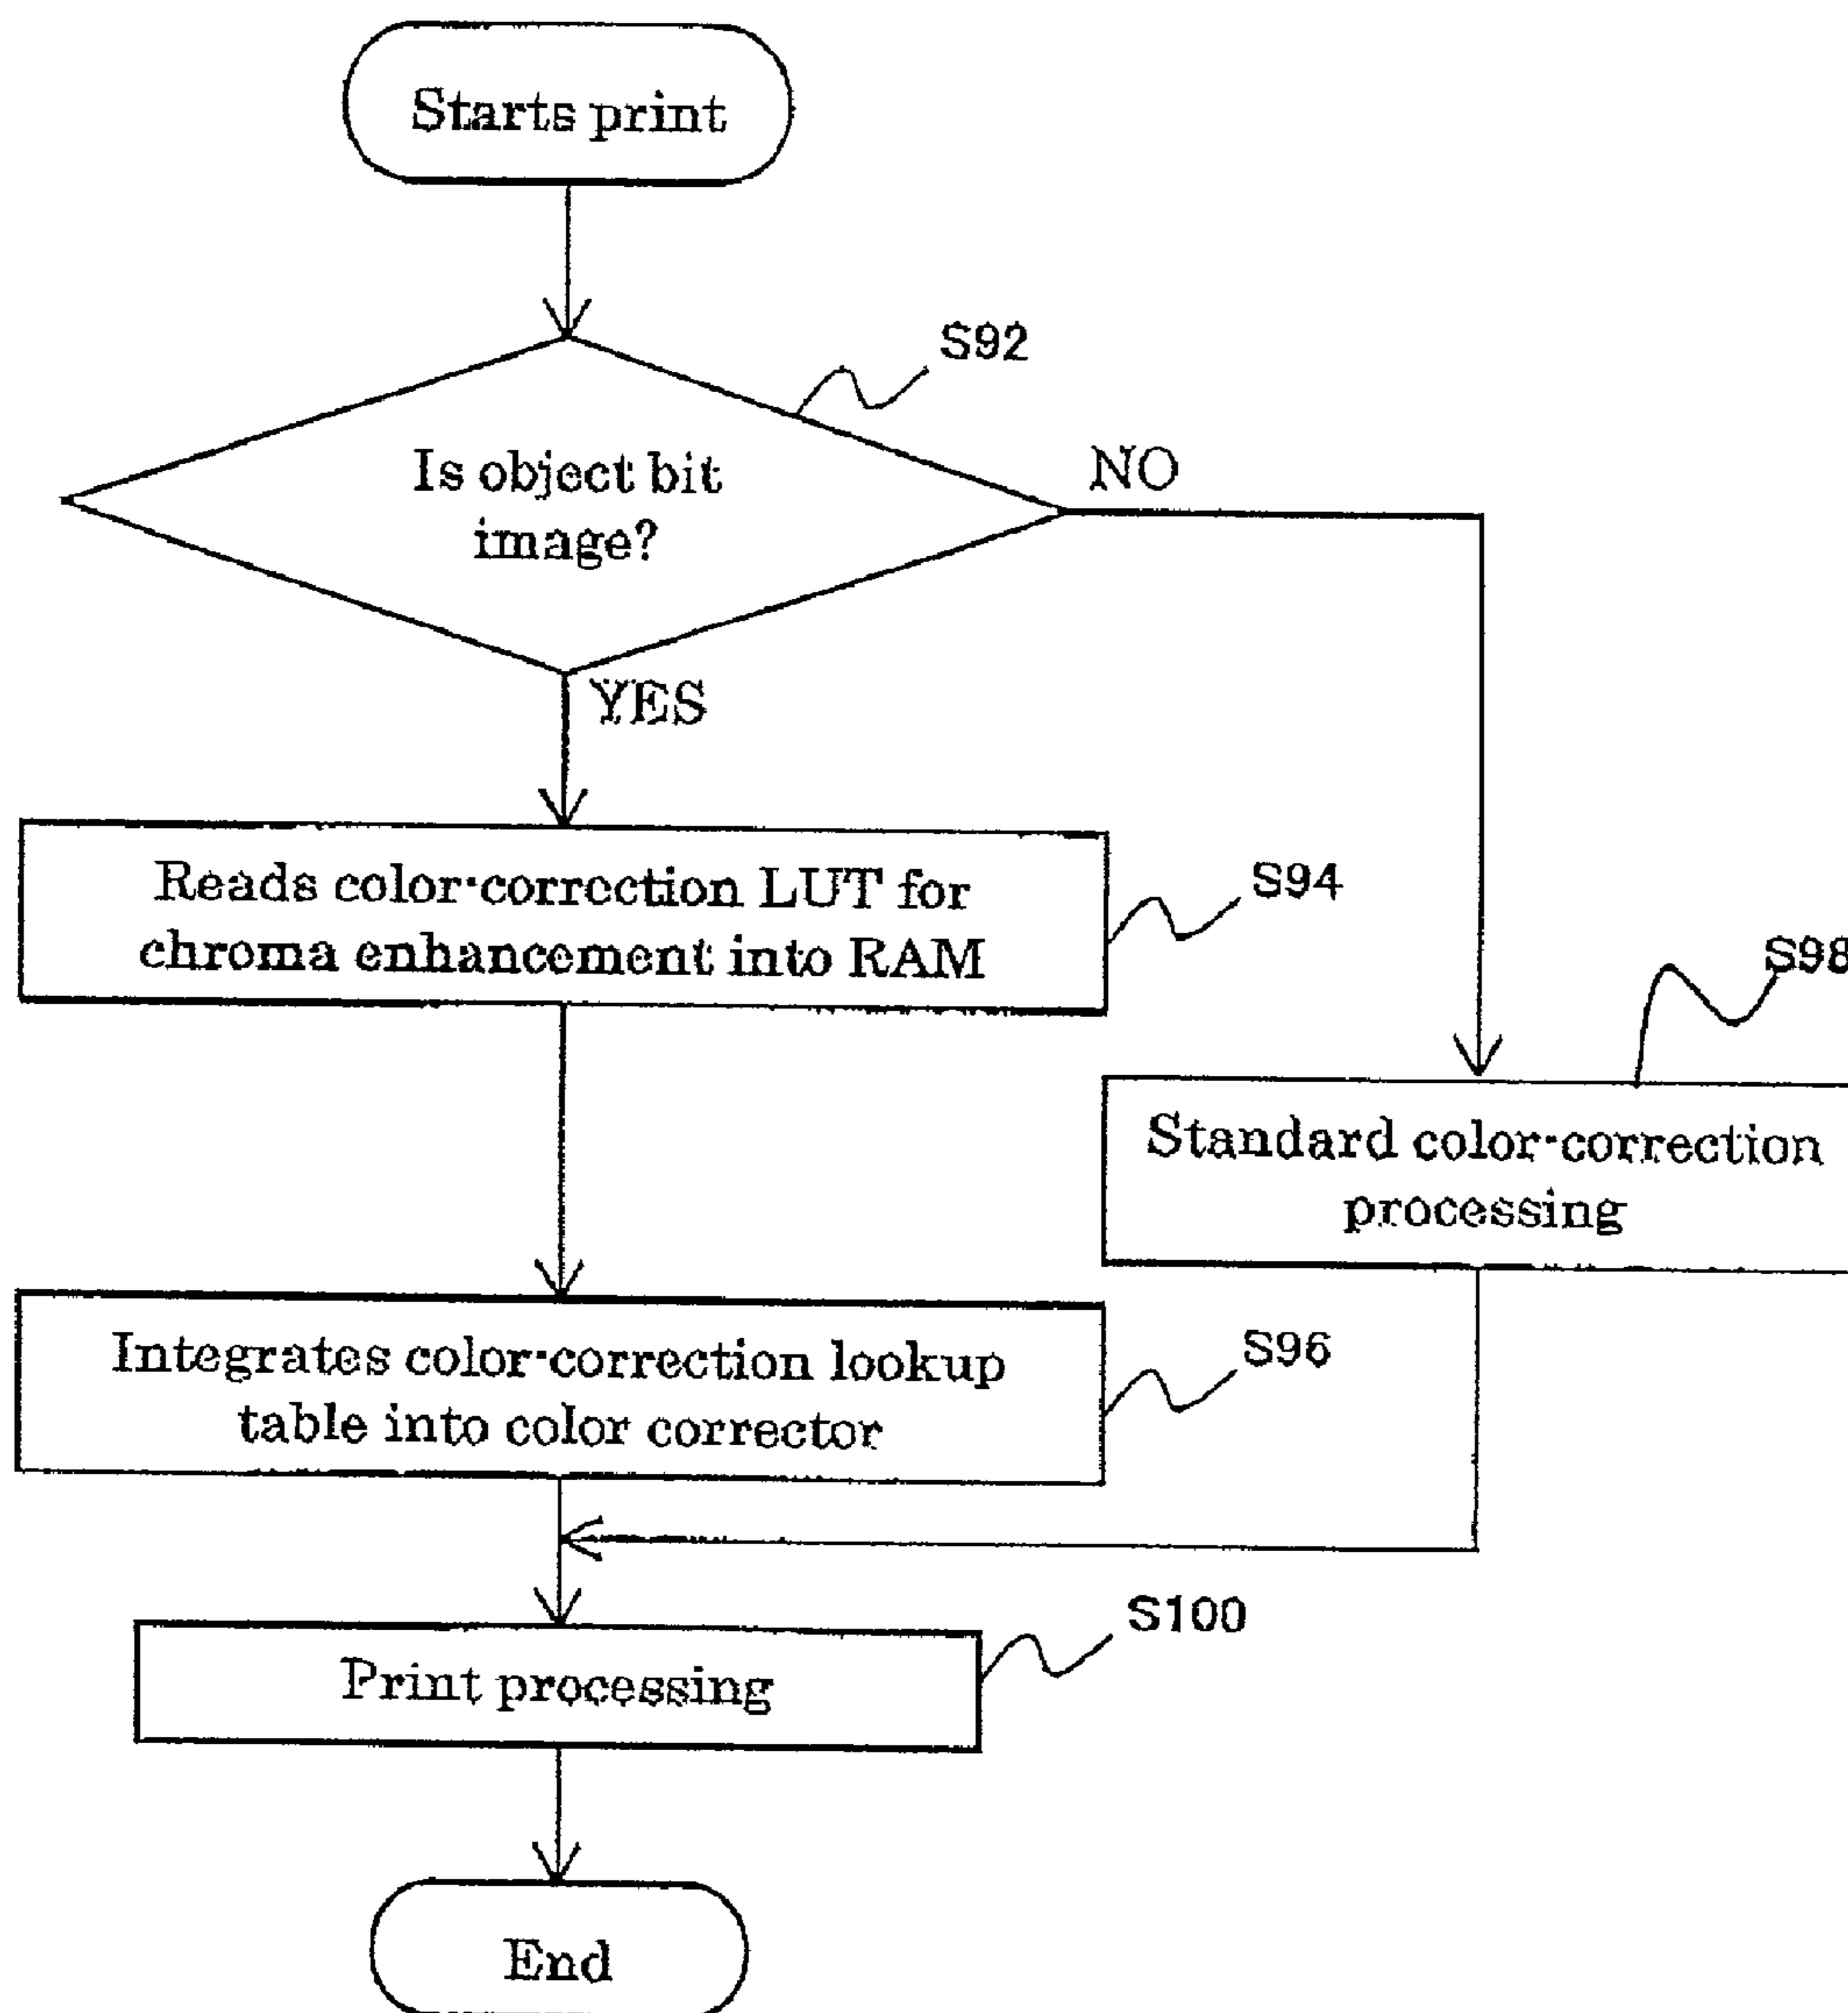 Starts print
S92
Is object bit
image?
NO
YES
Reads color-correction LUT for
chroma enhancement into RAM
S94
S98
Standard color-correction
processing
Integrates color-correction lookup
table into color corrector
S96
S100
Print processing
End